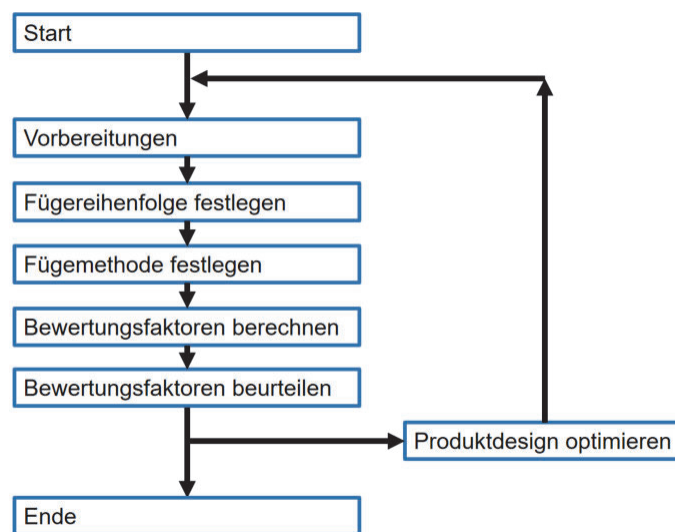 Start
Vorbereitungen
Fügereihenfolge festlegen
Fügemethode festlegen
Bewertungsfaktoren berechnen
Bewertungsfaktoren beurteilen
Produktdesign optimieren
Ende